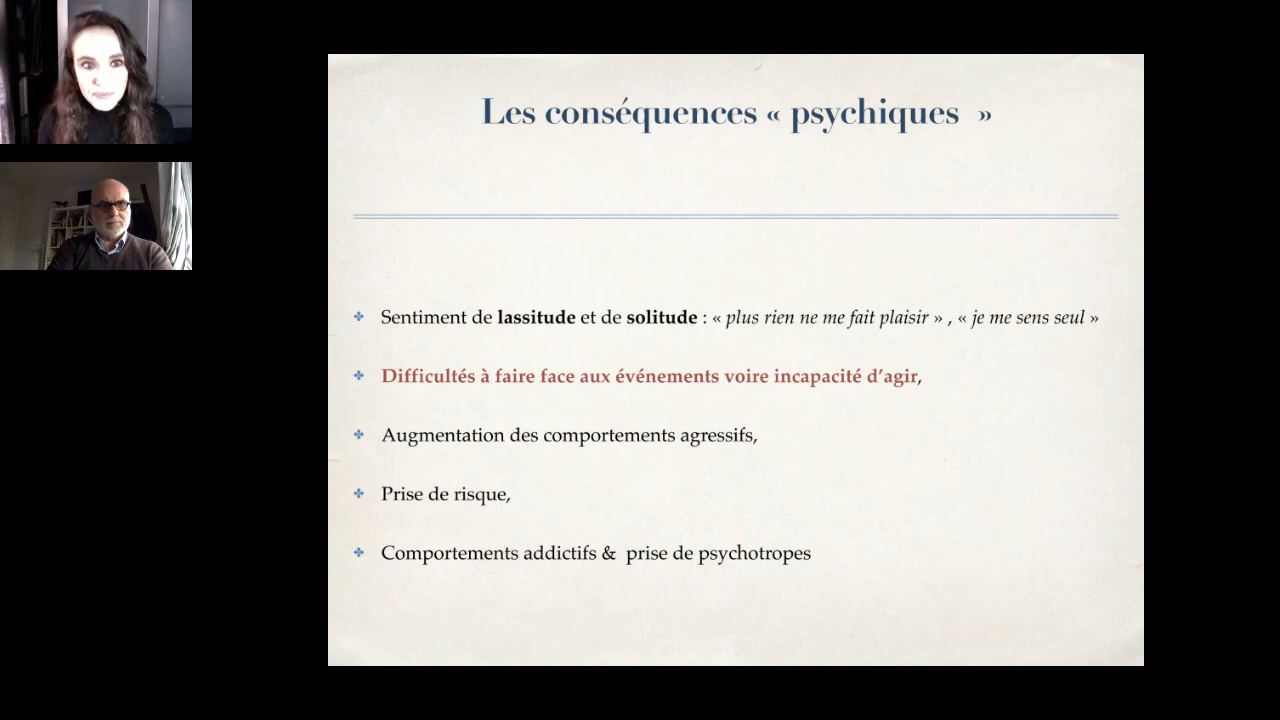 Les conséquences « psychiques  »
Sentiment de lassitude et de solitude : « plus rien ne me fait plaisir » , « je me sens seul »
Difficultés à faire face aux événements voire incapacité d’agir,
Augmentation des comportements agressifs,
Prise de risque,
Comportements addictifs &  prise de psychotropes